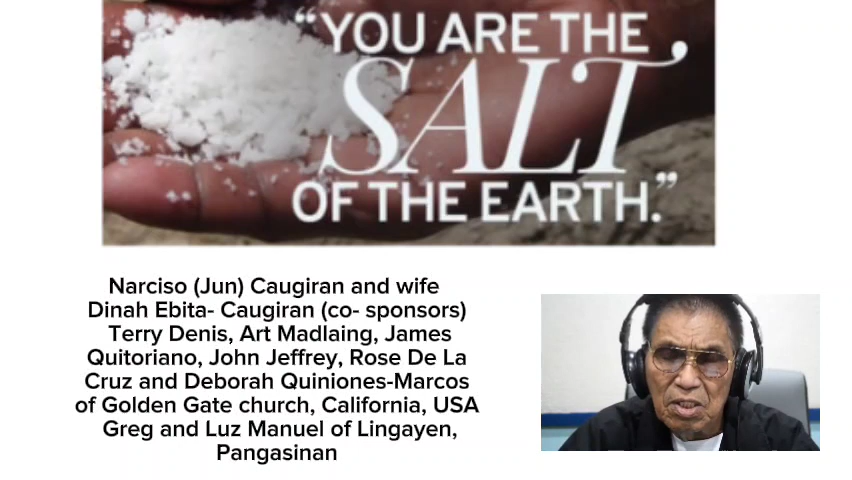 “YOU ARE THE
SALT
OF THE EARTH.”
Narciso (Jun) Caugiran and wife
Dinah Ebita- Caugiran (co- sponsors)
Terry Denis, Art Madlaing, James
Quitoriano, John Jeffrey, Rose De La
Cruz and Deborah Quiniones-Marcos
of Golden Gate church, California, USA
Greg and Luz Manuel of Lingayen,
Pangasinan